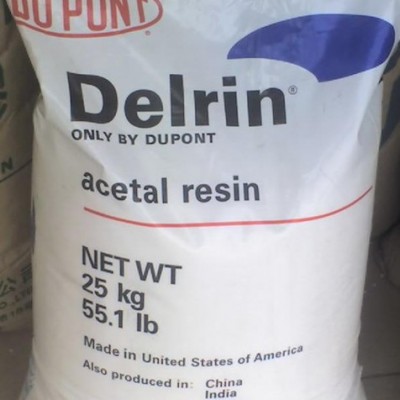 DUPONT
Delrin®
ONLY BY DUPONT
acetal resin
NET WT
25 kg
55.1 lb
Made in United States of America
Also produced in: China
India